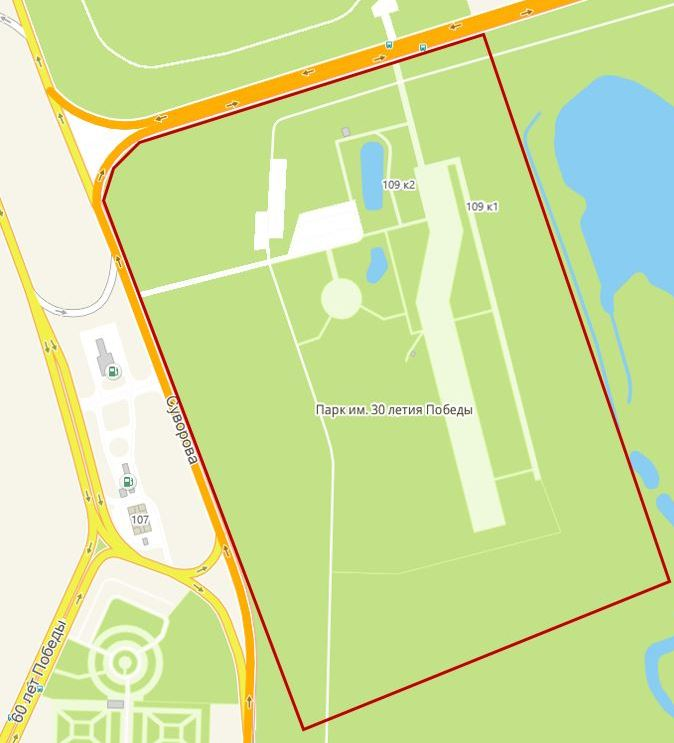 109 к2
109 к1
Парк им. 30 летия Победы
Суворова
107
60 лет Победы